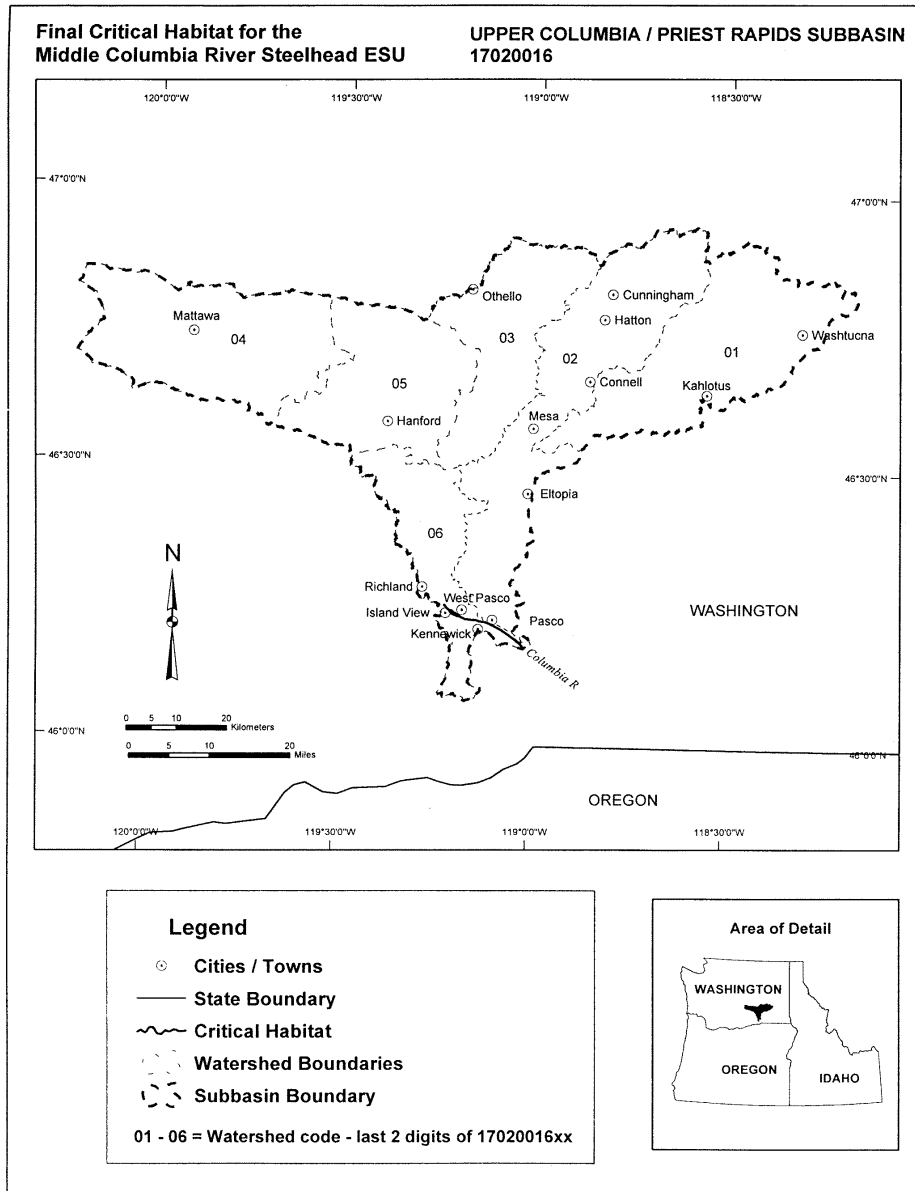 Final Critical Habitat for the
Middle Columbia River Steelhead ESU
UPPER COLUMBIA / PRIEST RAPIDS SUBBASIN
17020016
120°0'0"W
119°30'0"W
119°0'0"W
118°30'0"W
47°0'0"N
47°0'0"N
Othello
Cunningham
Mattawa
Hatton
04
03
Washtucna
02
01
05
Connell
Kahlotus
Hanford
Mesa
46°30'0"N
46°30'0"N
Eltopia
06
N
Richland
West Pasco
Island View
Pasco
Kennewick
WASHINGTON
Columbia R
0 5 10 20
Kilometers
0 5 10 20
Miles
46°0'0"N
46°0'0"N
OREGON
120°0'0"W
119°30'0"W
119°0'0"W
118°30'0"W
Legend
Cities / Towns
State Boundary
Critical Habitat
Watershed Boundaries
Subbasin Boundary
01 - 06 = Watershed code - last 2 digits of 17020016xx
Area of Detail
WASHINGTON
OREGON
IDAHO